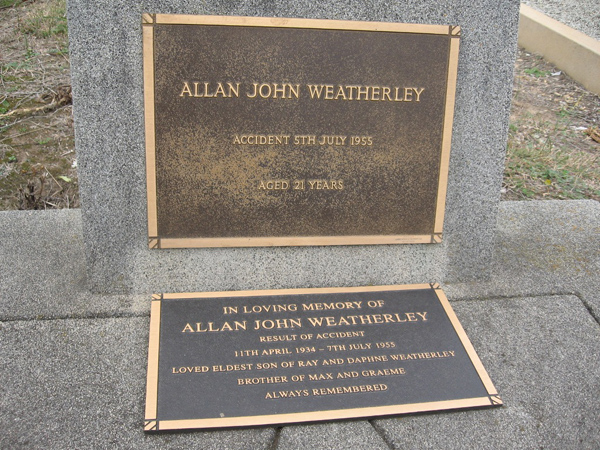 ALLAN JOHN WEATHERLEY
ACCIDENT 5TH JULY 1955
AGED 21 YEARS
IN LOVING MEMORY OF
ALLAN JOHN WEATHERLEY
RESULT OF ACCIDENT
11TH APRIL 1934 - 7TH JULY 1955
LOVED ELDEST SON OF RAY AND DAPHNE WEATHERLEY
BROTHER OF MAX AND GRAEME
ALWAYS REMEMBERED